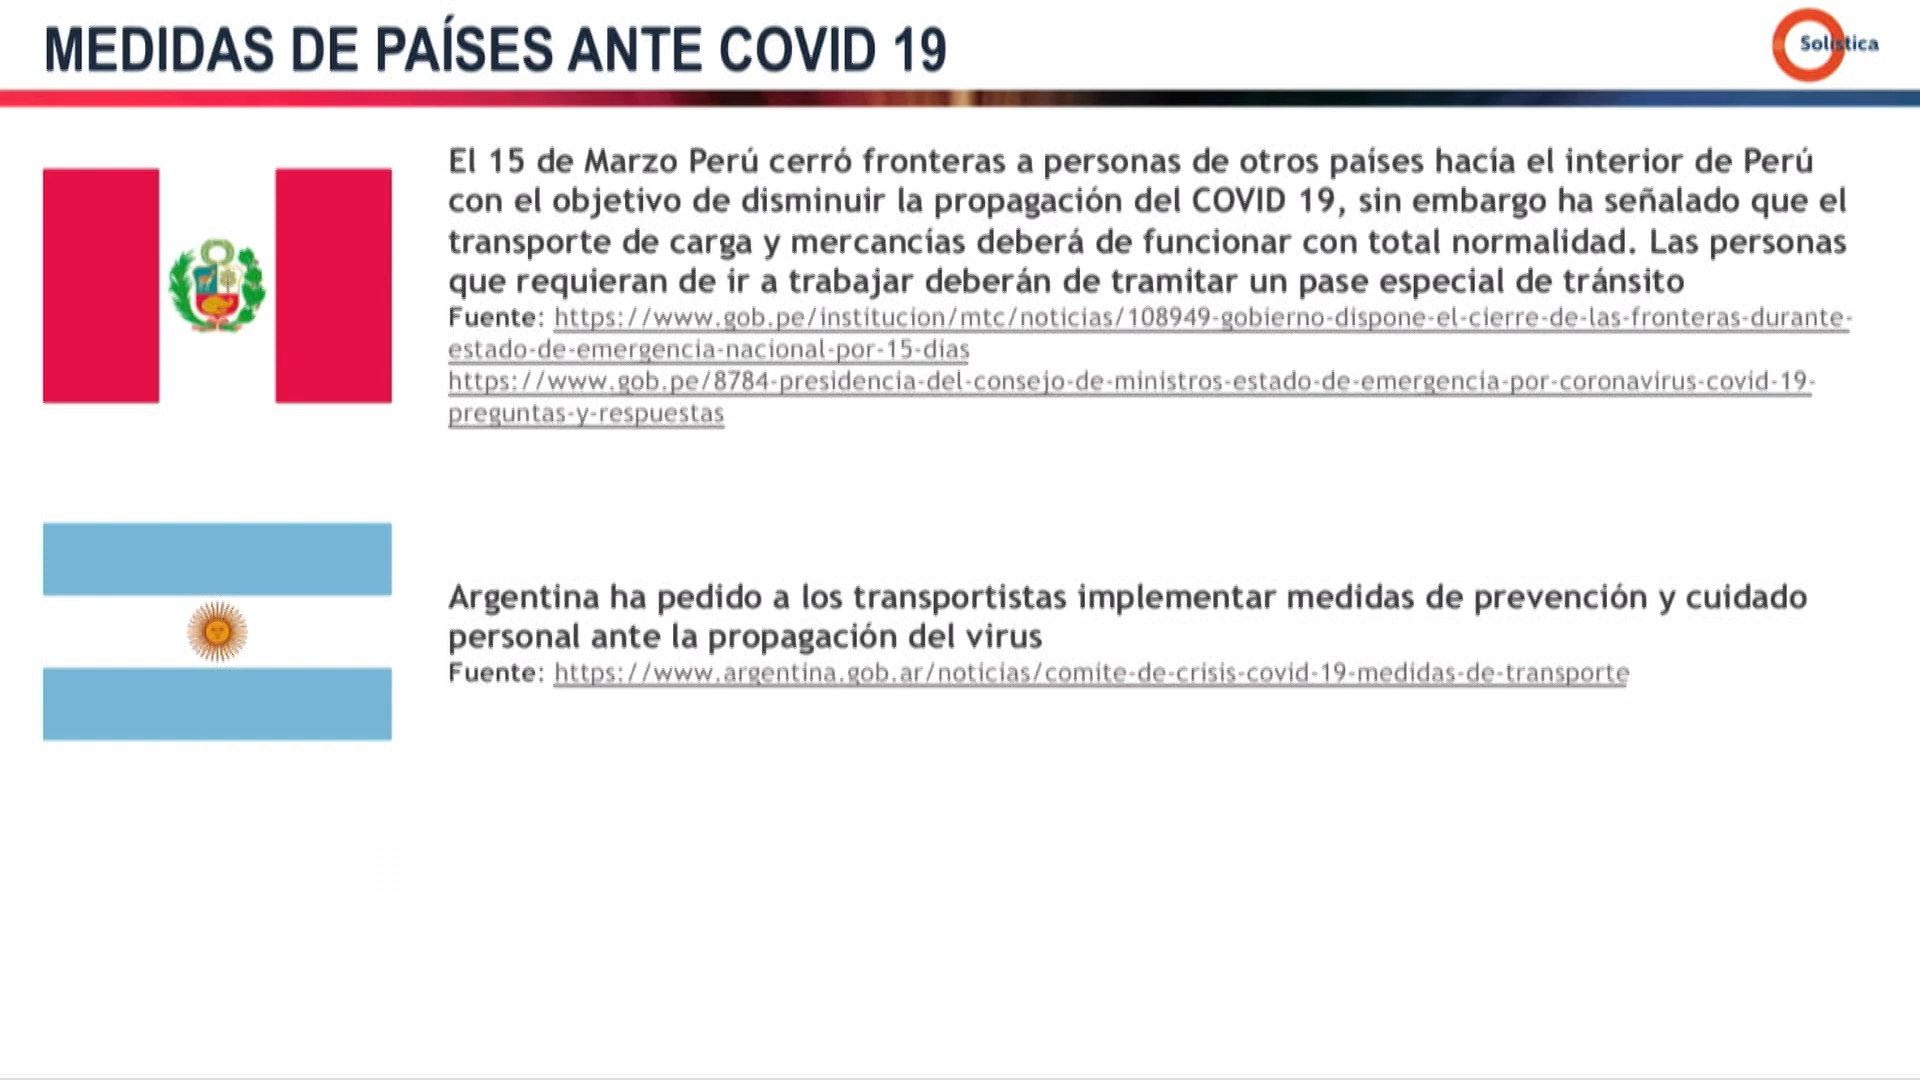 MEDIDAS DE PAÍSES ANTE COVID 19
Solistica
El 15 de Marzo Perú cerró fronteras a personas de otros países hacía el interior de Perú
con el objetivo de disminuir la propagación del COVID 19, sin embargo ha señalado que el
transporte de carga y mercancías deberá de funcionar con total normalidad. Las personas
que requieran de ir a trabajar deberán de tramitar un pase especial de tránsito
Fuente: https://www.gob.pe/institucion/mtc/noticias/108949-gobierno-dispone-el-cierre-de-las-fronteras-durante-
estado-de-emergencia-nacional-por-15-dias
https://www.gob.pe/8784-presidencia-del-consejo-de-ministros-estado-de-emergencia-por-coronavirus-covid-19-
preguntas-y-respuestas
Argentina ha pedido a los transportistas implementar medidas de prevención y cuidado
personal ante la propagación del virus
Fuente: https://www.argentina.gob.ar/noticias/comite-de-crisis-covid-19-medidas-de-transporte